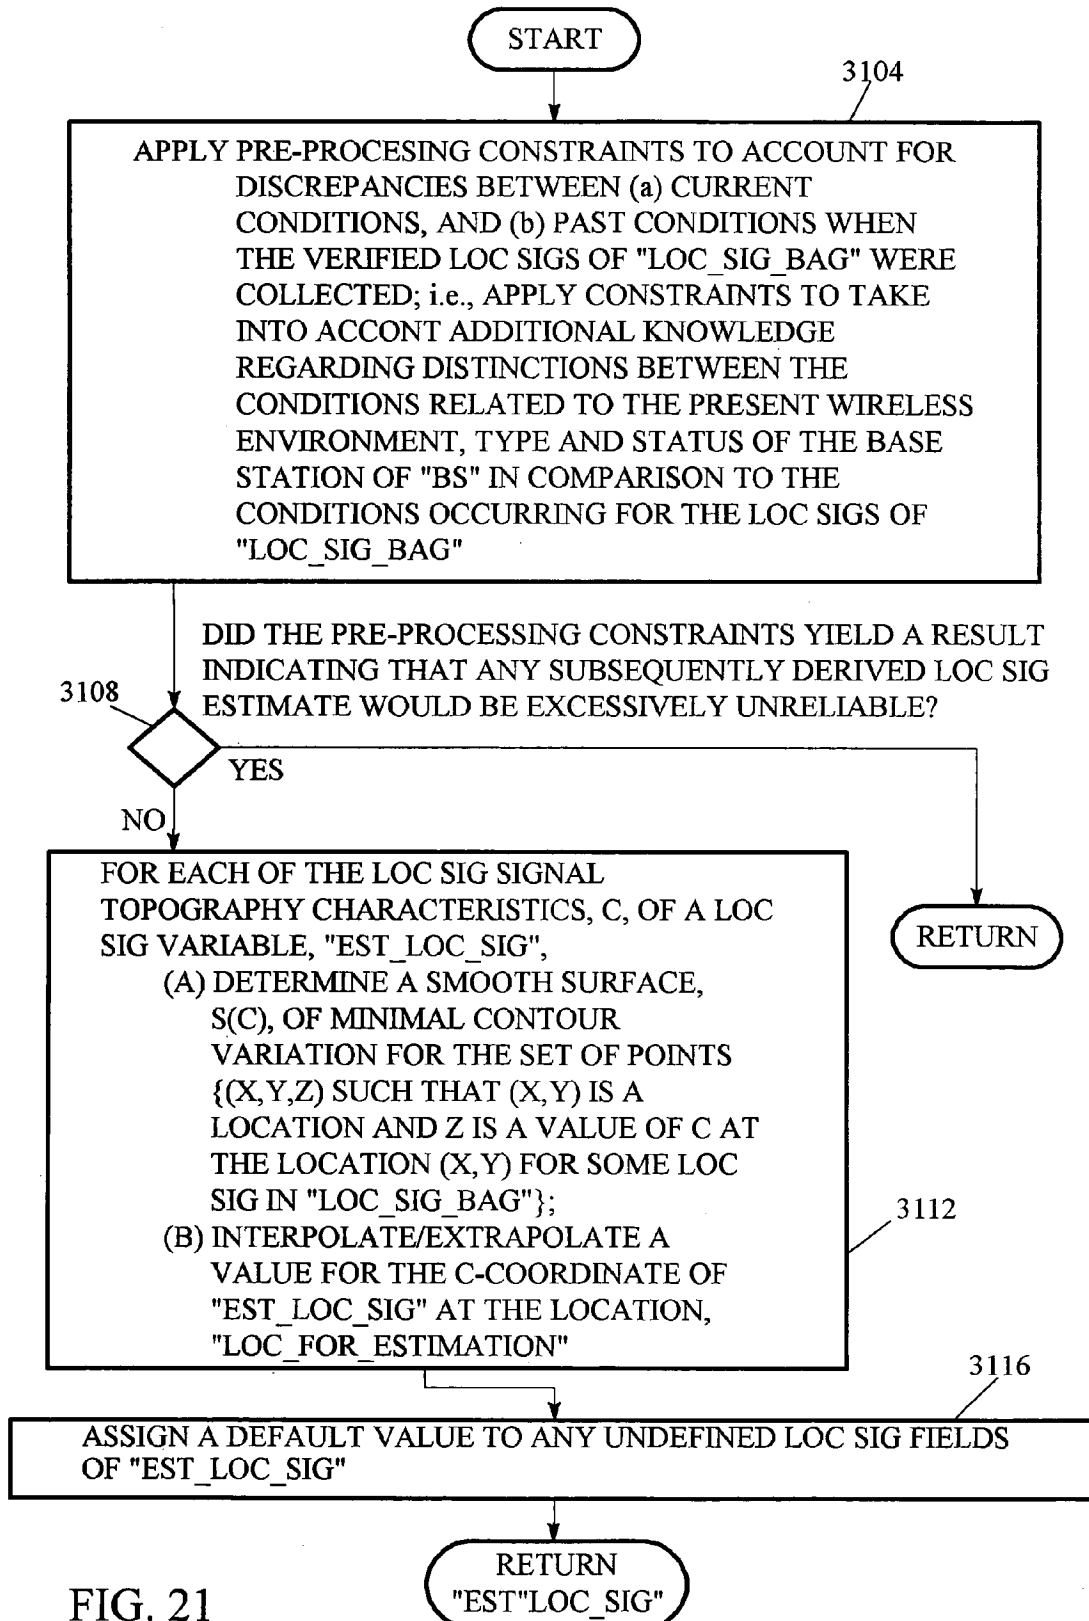 START
3104
APPLY PRE-PROCESING CONSTRAINTS TO ACCOUNT FOR
DISCREPANCIES BETWEEN (a) CURRENT
CONDITIONS, AND (b) PAST CONDITIONS WHEN
THE VERIFIED LOC SIGS OF "LOC_SIG_BAG" WERE
COLLECTED; i.e., APPLY CONSTRAINTS TO TAKE
INTO ACCONT ADDITIONAL KNOWLEDGE
REGARDING DISTINCTIONS BETWEEN THE
CONDITIONS RELATED TO THE PRESENT WIRELESS
ENVIRONMENT, TYPE AND STATUS OF THE BASE
STATION OF "BS" IN COMPARISON TO THE
CONDITIONS OCCURRING FOR THE LOC SIGS OF
"LOC_SIG_BAG"
DID THE PRE-PROCESSING CONSTRAINTS YIELD A RESULT
INDICATING THAT ANY SUBSEQUENTLY DERIVED LOC SIG
ESTIMATE WOULD BE EXCESSIVELY UNRELIABLE?
3108
YES
NO
FOR EACH OF THE LOC SIG SIGNAL
TOPOGRAPHY CHARACTERISTICS, C, OF A LOC
SIG VARIABLE, "EST_LOC_SIG",
(A) DETERMINE A SMOOTH SURFACE,
S(C), OF MINIMAL CONTOUR
VARIATION FOR THE SET OF POINTS
{(X,Y,Z) SUCH THAT (X,Y) IS A
LOCATION AND Z IS A VALUE OF C AT
THE LOCATION (X,Y) FOR SOME LOC
SIG IN "LOC_SIG_BAG"};
(B) INTERPOLATE/EXTRAPOLATE A
VALUE FOR THE C-COORDINATE OF
"EST_LOC_SIG" AT THE LOCATION,
"LOC_FOR_ESTIMATION"
RETURN
3112
3116
ASSIGN A DEFAULT VALUE TO ANY UNDEFINED LOC SIG FIELDS
OF "EST_LOC_SIG"
RETURN
"EST"LOC_SIG"
FIG. 21